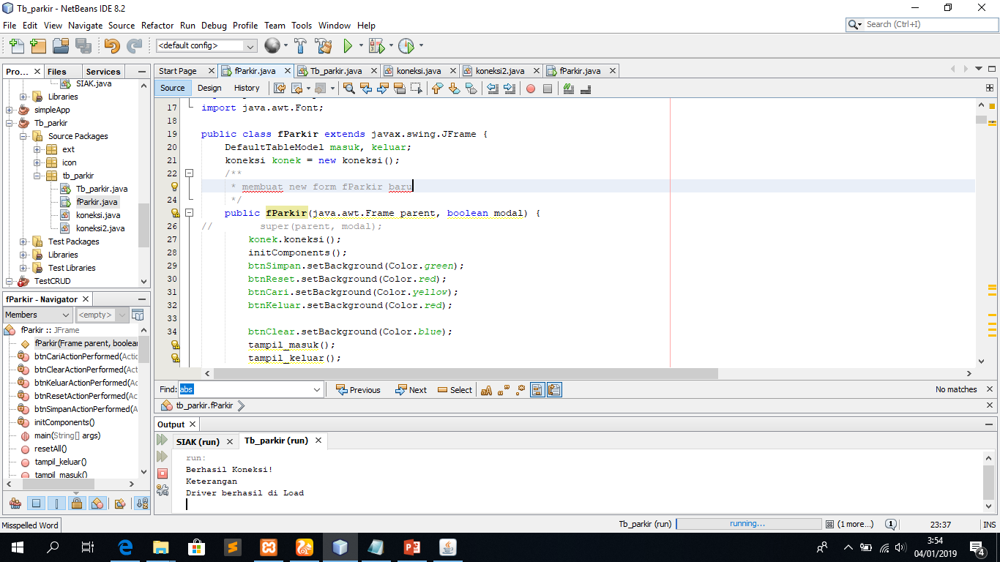 Tb_parkir - NetBeans IDE 8.2
File Edit View Navigate Source Refactor Run Debug Profile Team Tools Window Help
Search (Ctrl+I)
<default config>
Pro... Files Services
SIAK.java
Libraries
simpleApp
Tb_parkir
Source Packages
ext
icon
tb_parkir
Tb_parkir.java
fParkir.java
koneksi.java
koneksi2.java
Test Packages
Libraries
Test Libraries
TestCRUD
fParkir - Navigator
Members <empty>
fParkir :: JFrame
fParkir(Frame parent, boolean
btnCariActionPerformed(Actic
btnClearActionPerformed(Act
btnKeluarActionPerformed(Ac
btnResetActionPerformed(Act
btnSimpanActionPerformed(A
initComponents()
main(String[] args)
resetAll()
tampil_keluar()
tampil_masuk()
Start Page fParkir.java Tb_parkir.java koneksi.java koneksi2.java fParkir.java
Source Design History
17 import java.awt.Font;
18
19 public class fParkir extends javax.swing.JFrame {
20 DefaultTableModel masuk, keluar;
21 koneksi konek = new koneksi();
22 /**
* membuat new form fParkir baru
24 */
public fParkir(java.awt.Frame parent, boolean modal) {
26 // super(parent, modal);
27 konek.koneksi();
28 initComponents();
29 btnSimpan.setBackground(Color.green);
30 btnReset.setBackground(Color.red);
31 btnCari.setBackground(Color.yellow);
32 btnKeluar.setBackground(Color.red);
33
34 btnClear.setBackground(Color.blue);
tampil_masuk();
tampil_keluar();
Find: abs Previous Next Select No matches
tb_parkir.fParkir
Output
SIAK (run) Tb_parkir (run)
run:
Berhasil Koneksi!
Keterangan
Driver berhasil di Load
Misspelled Word Tb_parkir (run) running... (1 more...) 1 23:37 INS
3:54
04/01/2019
4